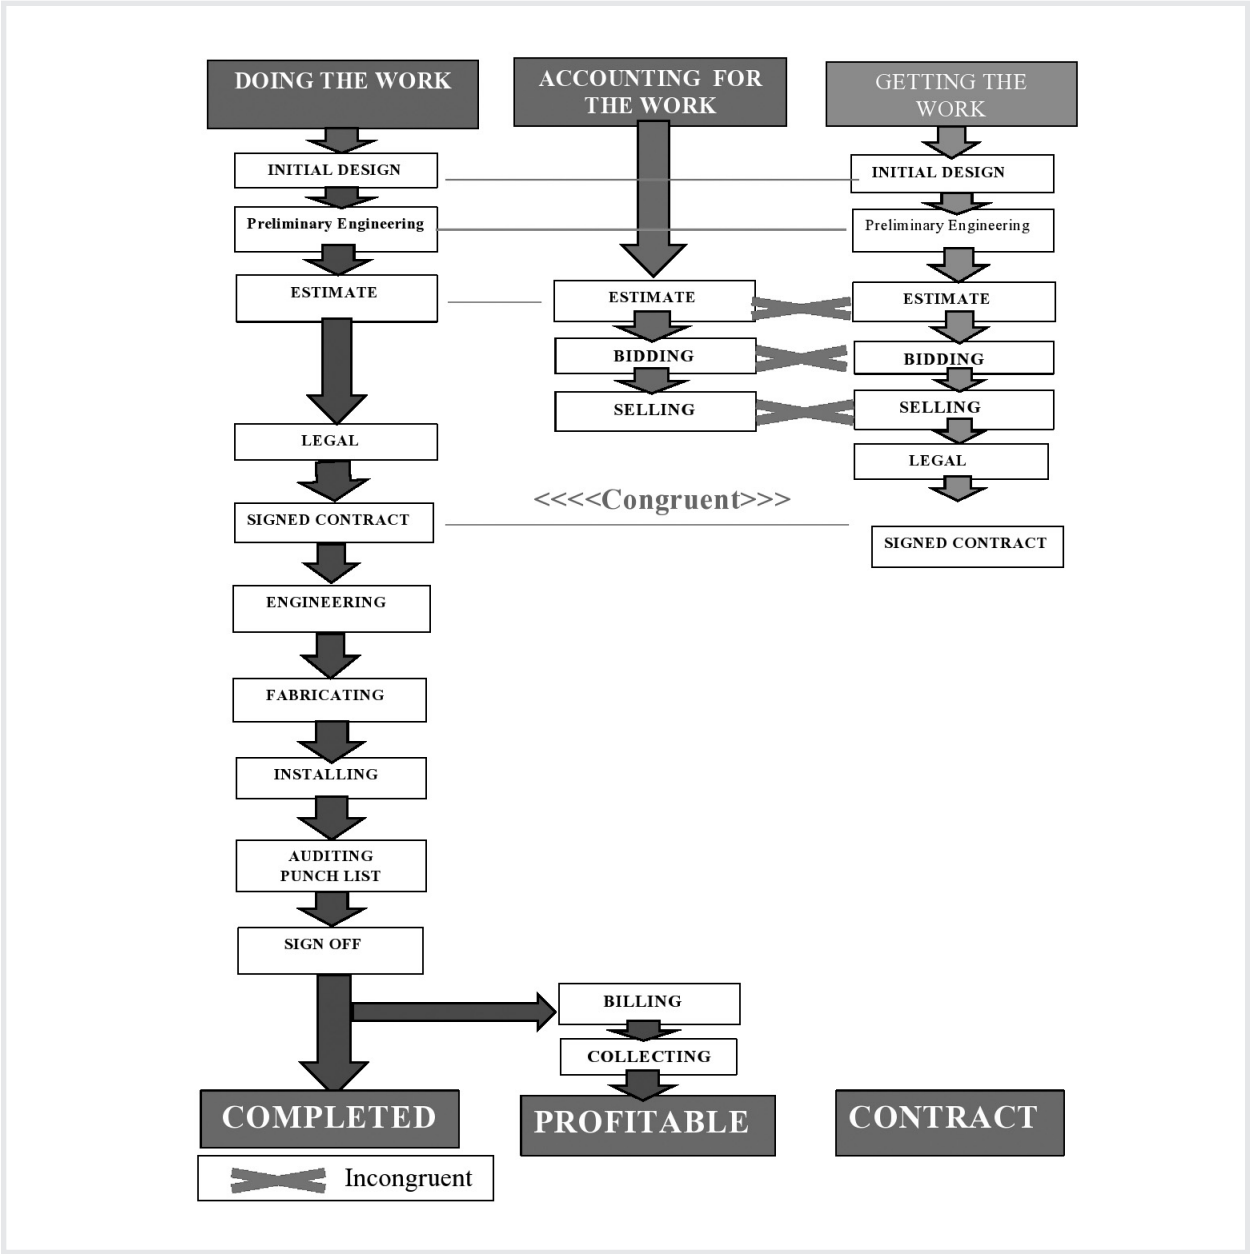 DOING THE WORK
INITIAL DESIGN
Preliminary Engineering
ESTIMATE
LEGAL
SIGNED CONTRACT
ENGINEERING
FABRICATING
INSTALLING
AUDITING
PUNCH LIST
SIGN OFF
COMPLETED
ACCOUNTING FOR
THE WORK
ESTIMATE
BIDDING
SELLING
<<<<Congruent>>>
BILLING
COLLECTING
PROFITABLE
GETTING THE
WORK
INITIAL DESIGN
Preliminary Engineering
ESTIMATE
BIDDING
SELLING
LEGAL
SIGNED CONTRACT
CONTRACT
Incongruent